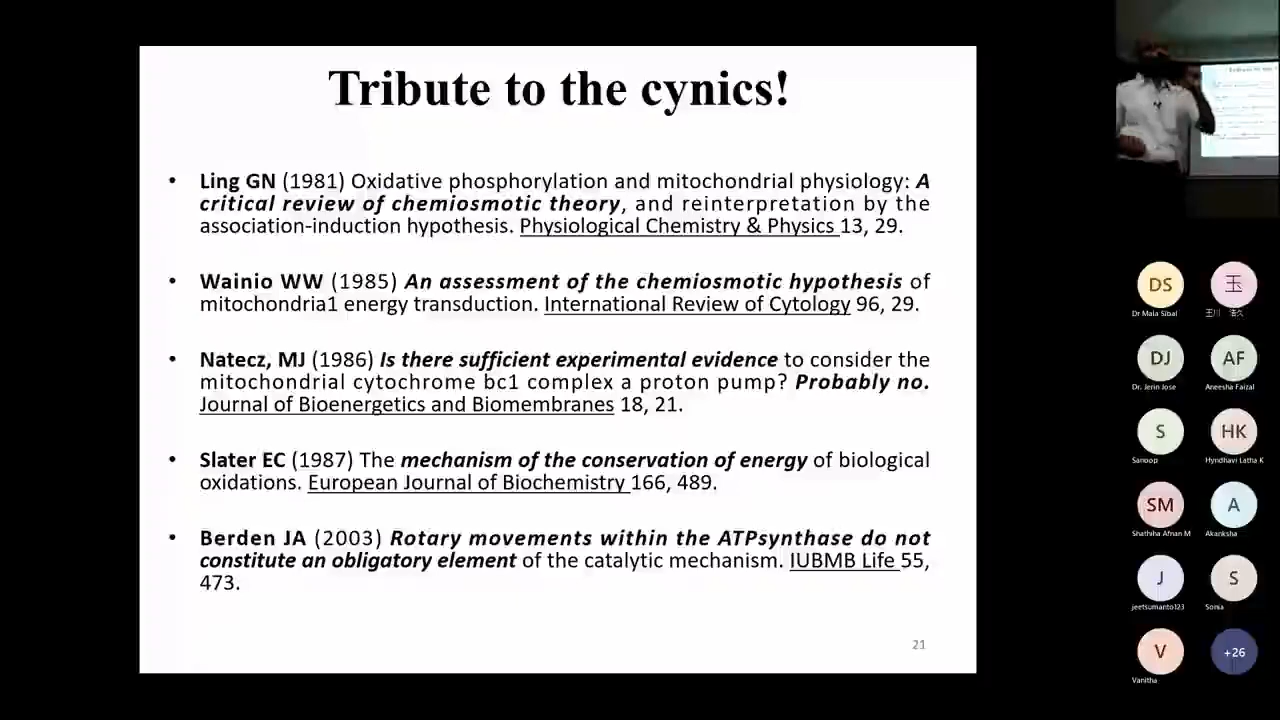 Tribute to the cynics!
• Ling GN (1981) Oxidative phosphorylation and mitochondrial physiology: A
critical review of chemiosmotic theory, and reinterpretation by the
association-induction hypothesis. Physiological Chemistry & Physics 13, 29.
• Wainio WW (1985) An assessment of the chemiosmotic hypothesis of
mitochondria1 energy transduction. International Review of Cytology 96, 29.
• Natecz, MJ (1986) Is there sufficient experimental evidence to consider the
mitochondrial cytochrome bc1 complex a proton pump? Probably no.
Journal of Bioenergetics and Biomembranes 18, 21.
• Slater EC (1987) The mechanism of the conservation of energy of biological
oxidations. European Journal of Biochemistry 166, 489.
• Berden JA (2003) Rotary movements within the ATPsynthase do not
constitute an obligatory element of the catalytic mechanism. IUBMB Life 55,
473.
21
DS 玉
Dr Mala Sibal 玉川
DJ AF
Dr. Jerin Jose Aneesha Faizal
S HK
Sanoop Hyndhavi Latha K
SM A
Shathiha Afnan M Akanksha
J S
jeetsumanto123 Sonia
V +26
Vanitha